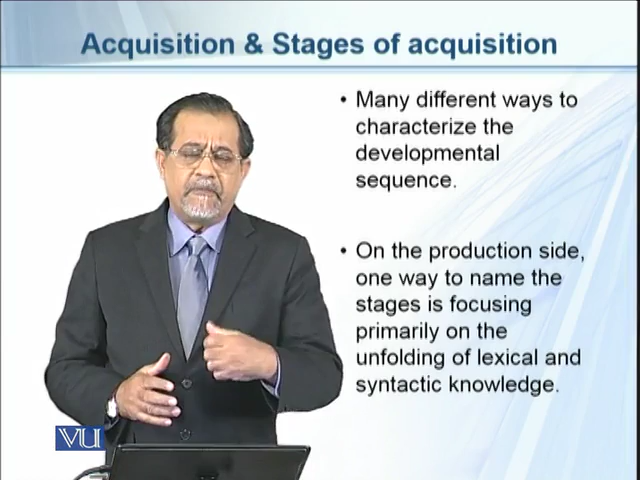 Acquisition & Stages of acquisition
• Many different ways to
characterize the
developmental
sequence.
• On the production side,
one way to name the
stages is focusing
primarily on the
unfolding of lexical and
syntactic knowledge.
VU